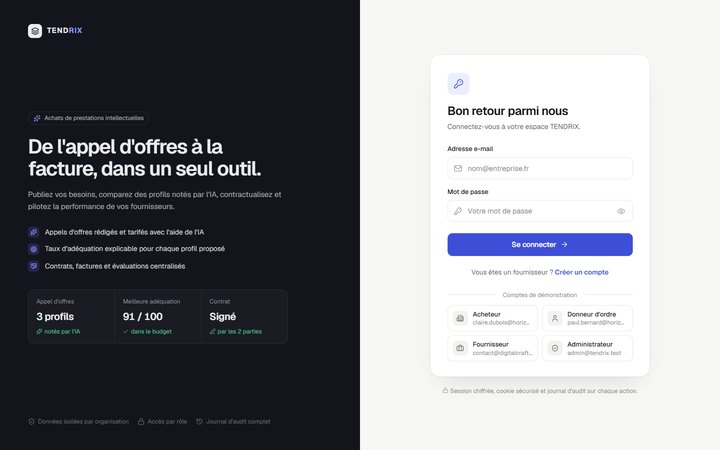 TENDRIX
Achats de prestations intellectuelles
De l'appel d'offres à la
facture, dans un seul outil.
Publiez vos besoins, comparez des profils notés par l'IA, contractualisez et
pilotez la performance de vos fournisseurs.
Appels d'offres rédigés et tarifés avec l'aide de l'IA
Taux d'adéquation explicable pour chaque profil proposé
Contrats, factures et évaluations centralisés
Appel d'offres
3 profils
notés par l'IA
Meilleure adéquation
91 / 100
dans le budget
Contrat
Signé
par les 2 parties
Données isolées par organisation
Accès par rôle
Journal d'audit complet
Bon retour parmi nous
Connectez-vous à votre espace TENDRIX.
Adresse e-mail
nom@entreprise.fr
Mot de passe
Votre mot de passe
Se connecter →
Vous êtes un fournisseur ? Créer un compte
Comptes de démonstration
Acheteur
claire.dubois@horiz...
Donneur d'ordre
paul.bernard@horiz...
Fournisseur
contact@digitalcraft...
Administrateur
admin@tendrix.test
Session chiffrée, cookie sécurisé et journal d'audit sur chaque action.